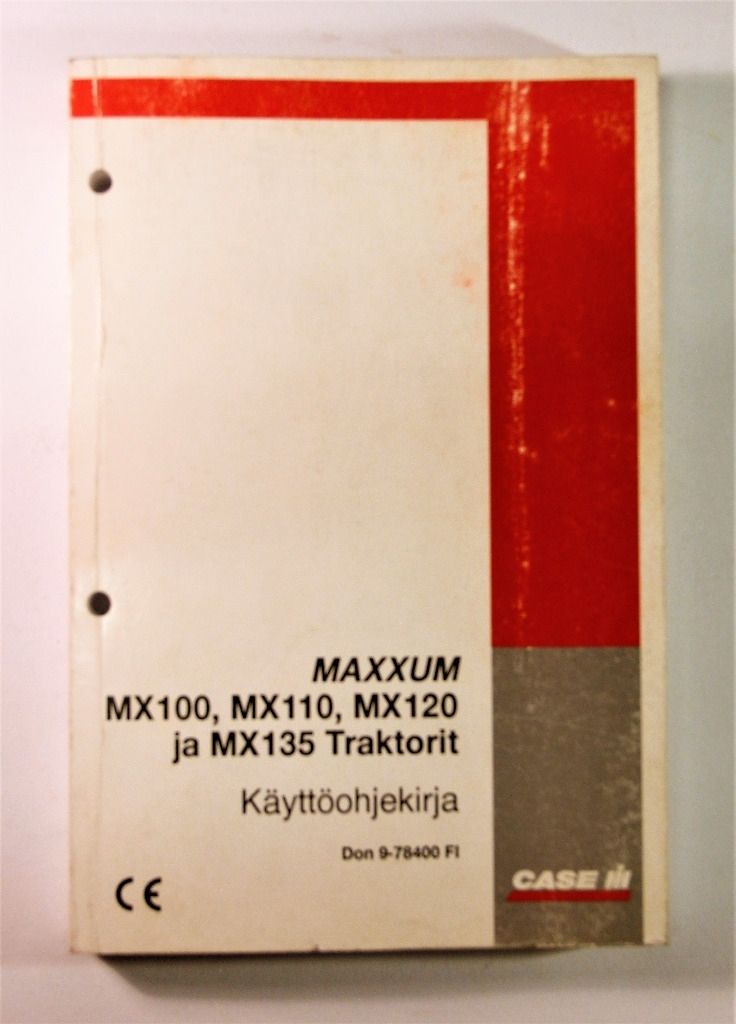 MAXXUM
MX100, MX110, MX120
ja MX135 Traktorit
Käyttöohjekirja
Don 9-78400 FI
CE
CASE IH